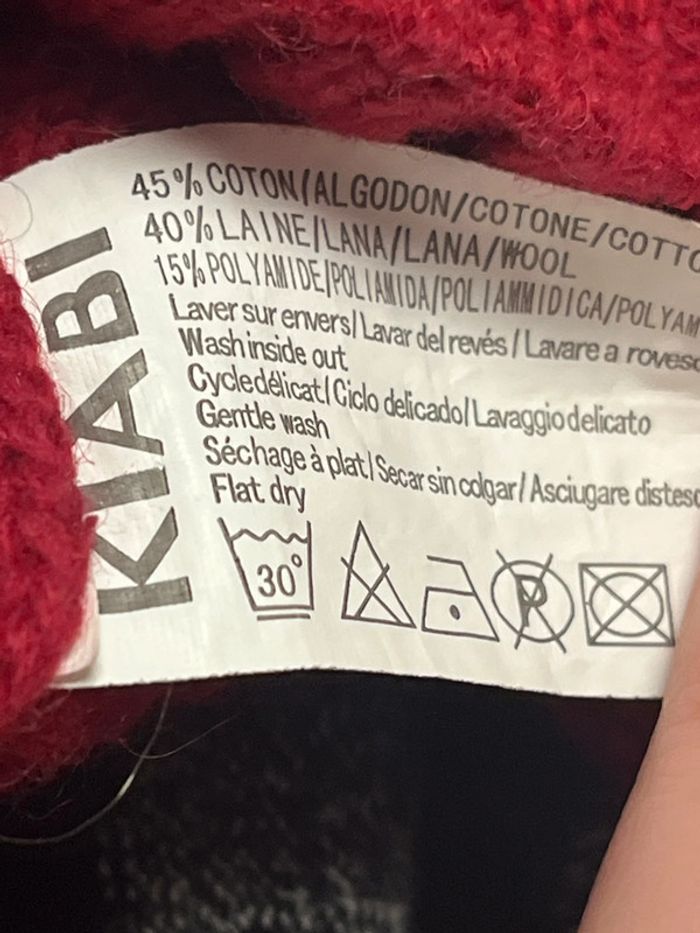 KIABI
45% COTON/ALGODON/COTONE/COTTO
40% LAINE/LANA/LANA/WOOL
15% POLYAMIDE/POLIAMIDA/POLIAMMIDICA/POLYAM
Laver sur envers/Lavar del revés/Lavare a rovesc
Wash inside out
Cycle délicat/Ciclo delicado/Lavaggio delicato
Gentle wash
Séchage à plat/Secar sin colgar/Asciugare distes
Flat dry
30°
P